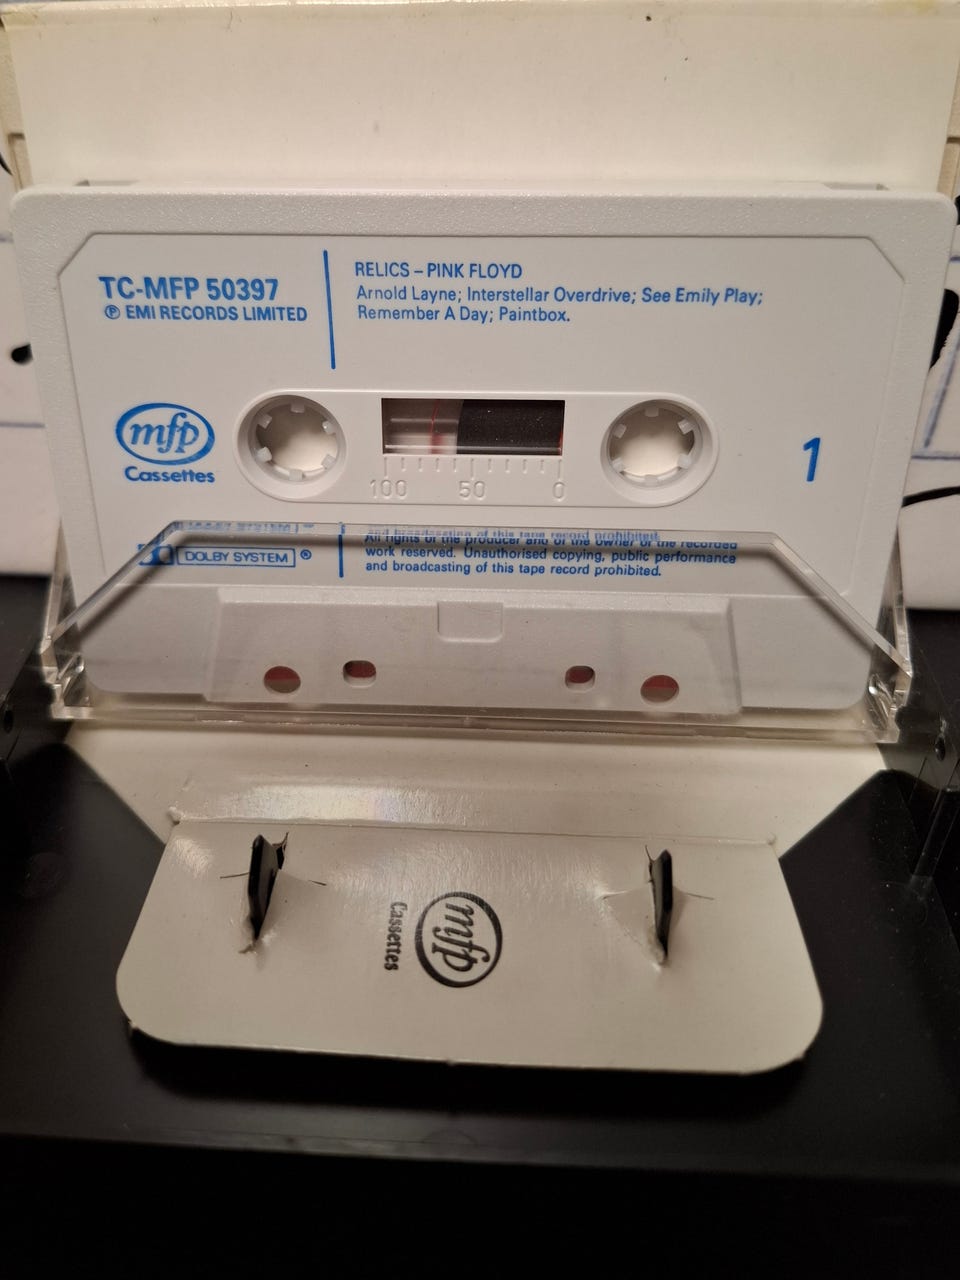 TC-MFP 50397
℗ EMI RECORDS LIMITED
RELICS – PINK FLOYD
Arnold Layne; Interstellar Overdrive; See Emily Play;
Remember A Day; Paintbox.
mfp
Cassettes
1
100 50 0
DOLBY SYSTEM ®
All rights of the producer and of the owner of the recorded
work reserved. Unauthorised copying, public performance
and broadcasting of this tape record prohibited.
mfp
Cassettes